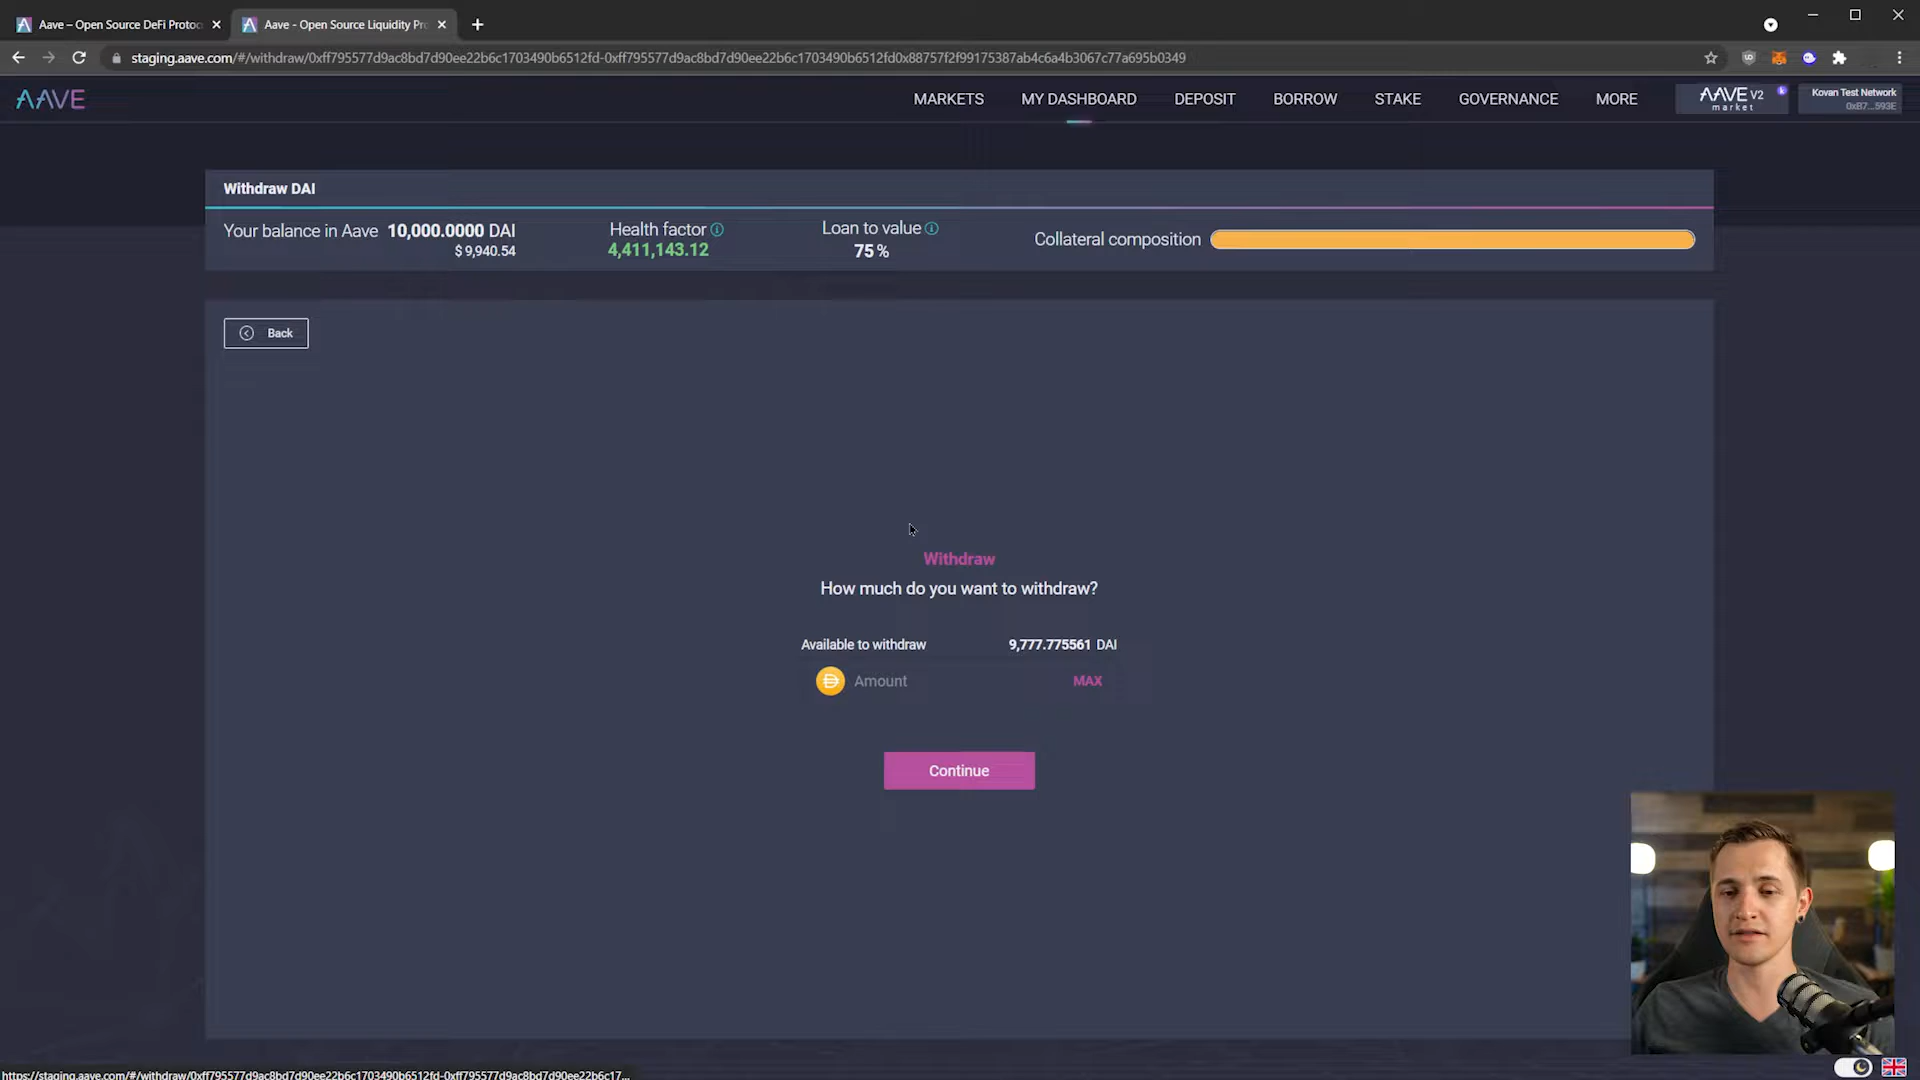 Aave – Open Source DeFi Protoco
Aave - Open Source Liquidity Pro
staging.aave.com/#/withdraw/0xff795577d9ac8bd7d90ee22b6c1703490b6512fd-0xff795577d9ac8bd7d90ee22b6c1703490b6512fd0x88757f2f99175387ab4c6a4b3067c77a695b0349
AAVE
MARKETS
MY DASHBOARD
DEPOSIT
BORROW
STAKE
GOVERNANCE
MORE
AAVE V2
market
Kovan Test Network
0xB7...593E
Withdraw DAI
Your balance in Aave 10,000.0000 DAI
$ 9,940.54
Health factor
4,411,143.12
Loan to value
75 %
Collateral composition
Back
Withdraw
How much do you want to withdraw?
Available to withdraw 9,777.775561 DAI
Amount MAX
Continue
https://staging.aave.com/#/withdraw/0xff795577d9ac8bd7d90ee22b6c1703490b6512fd-0xff795577d9ac8bd7d90ee22b6c17...